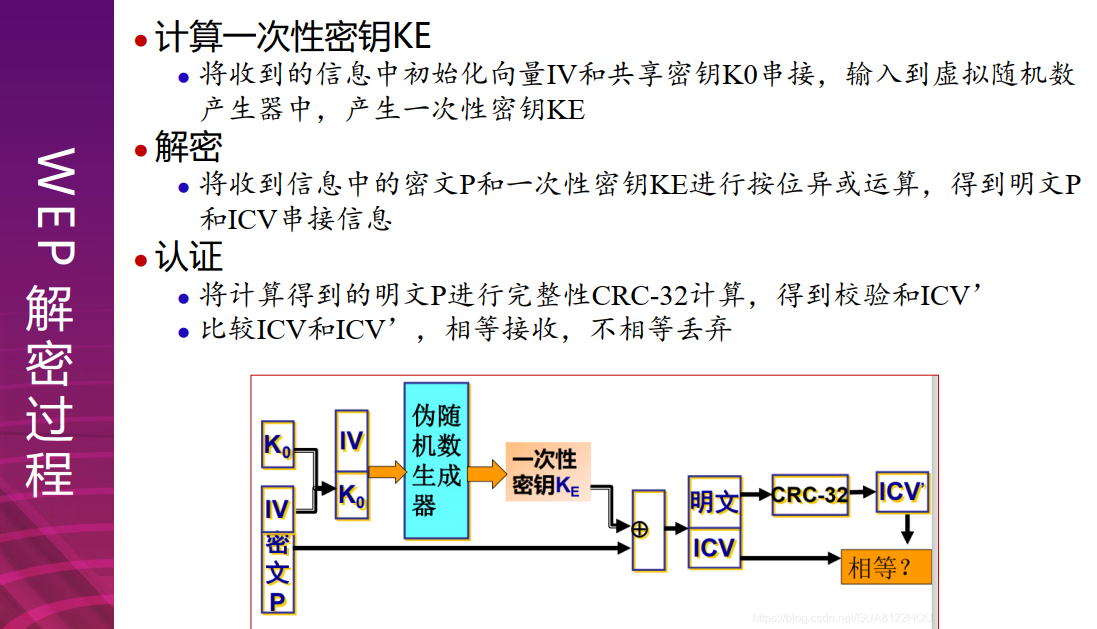 WEP 解密过程
计算一次性密钥KE
将收到的信息中初始化向量IV和共享密钥K0串接，输入到虚拟随机数
产生器中，产生一次性密钥KE
解密
将收到信息中的密文P和一次性密钥KE进行按位异或运算，得到明文P
和ICV串接信息
认证
将计算得到的明文P进行完整性CRC-32计算，得到校验和ICV’
比较ICV和ICV’，相等接收，不相等丢弃
K0
IV
密
文
P
IV
K0
伪随
机数
生成
器
一次性
密钥KE
⊕
明文
ICV
CRC-32
ICV’
相等？
https://blog.csdn.net/GUA8122HOU